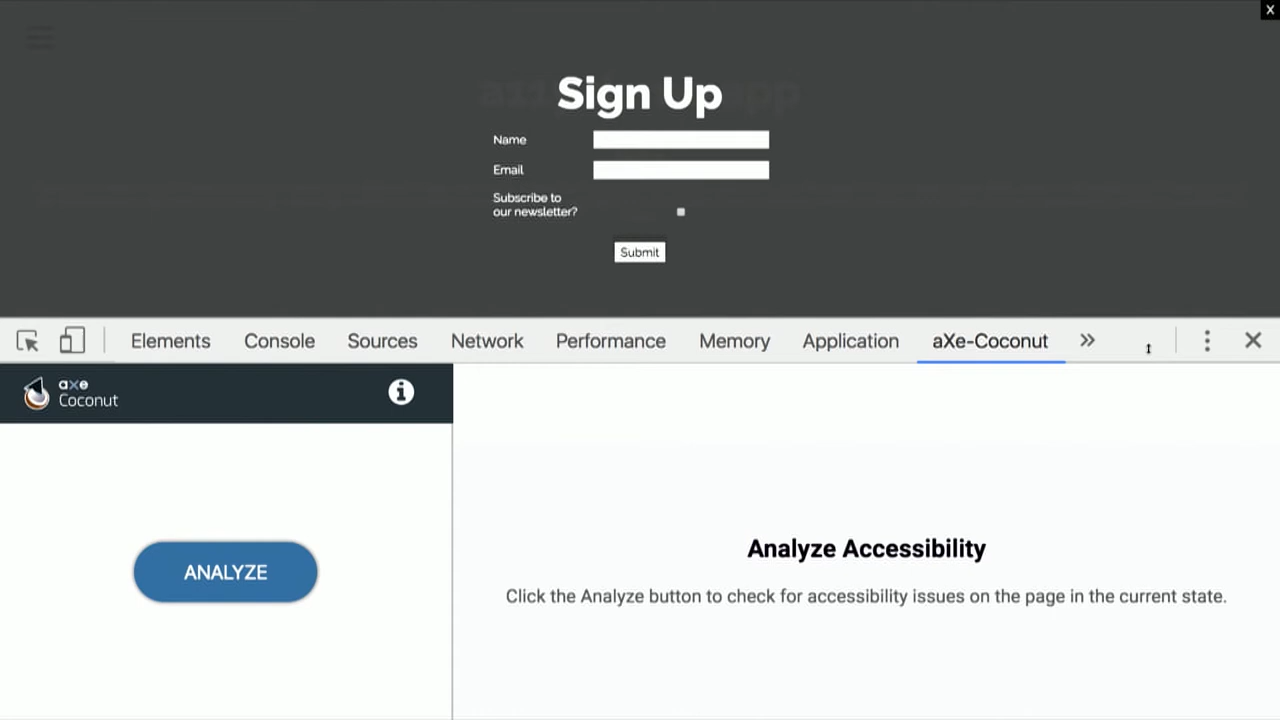 X
Sign Up
Name
Email
Subscribe to
our newsletter?
Submit
Elements Console Sources Network Performance Memory Application aXe-Coconut
axe
Coconut
ANALYZE
Analyze Accessibility
Click the Analyze button to check for accessibility issues on the page in the current state.